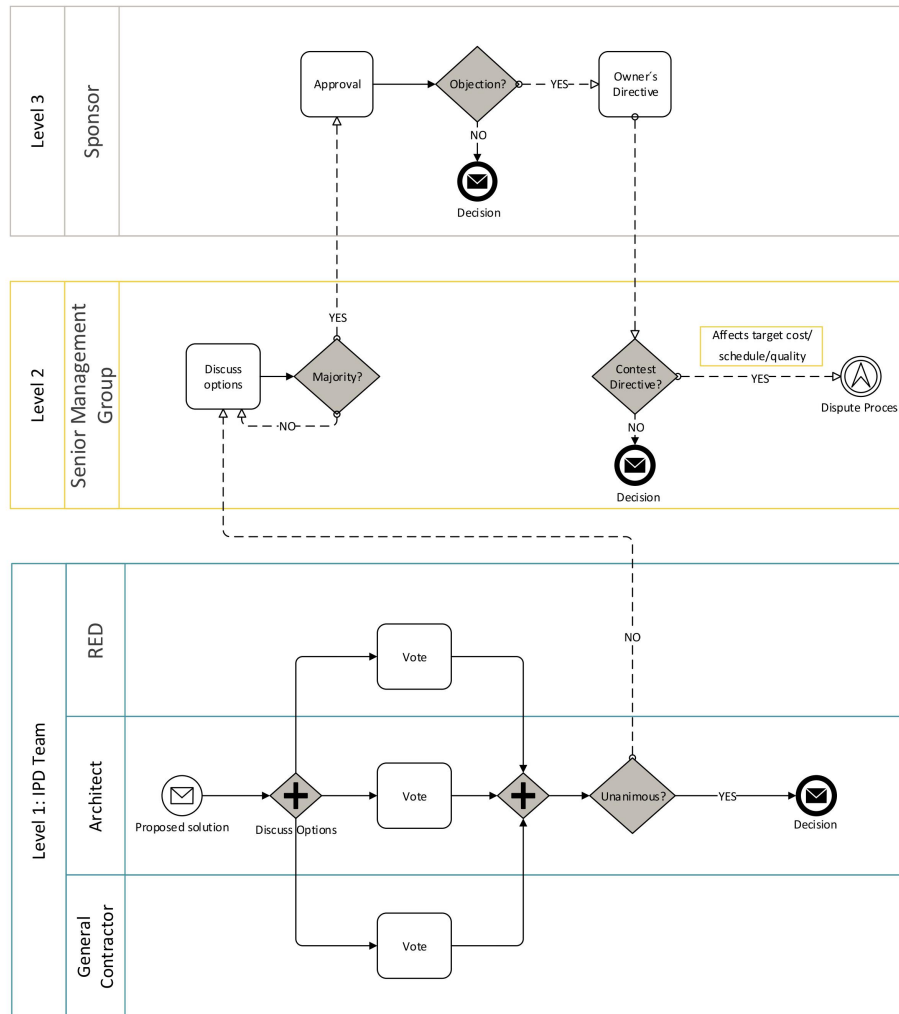 Level 3
Sponsor
Approval
Objection?
YES
Owner´s
Directive
NO
Decision
Level 2
Senior Management
Group
YES
Discuss
options
Majority?
NO
Affects target cost/
schedule/quality
Contest
Directive?
YES
Dispute Proces
NO
Decision
Level 1: IPD Team
RED
Vote
NO
Architect
Proposed solution
Discuss Options
Vote
Unanimous?
YES
Decision
General
Contractor
Vote